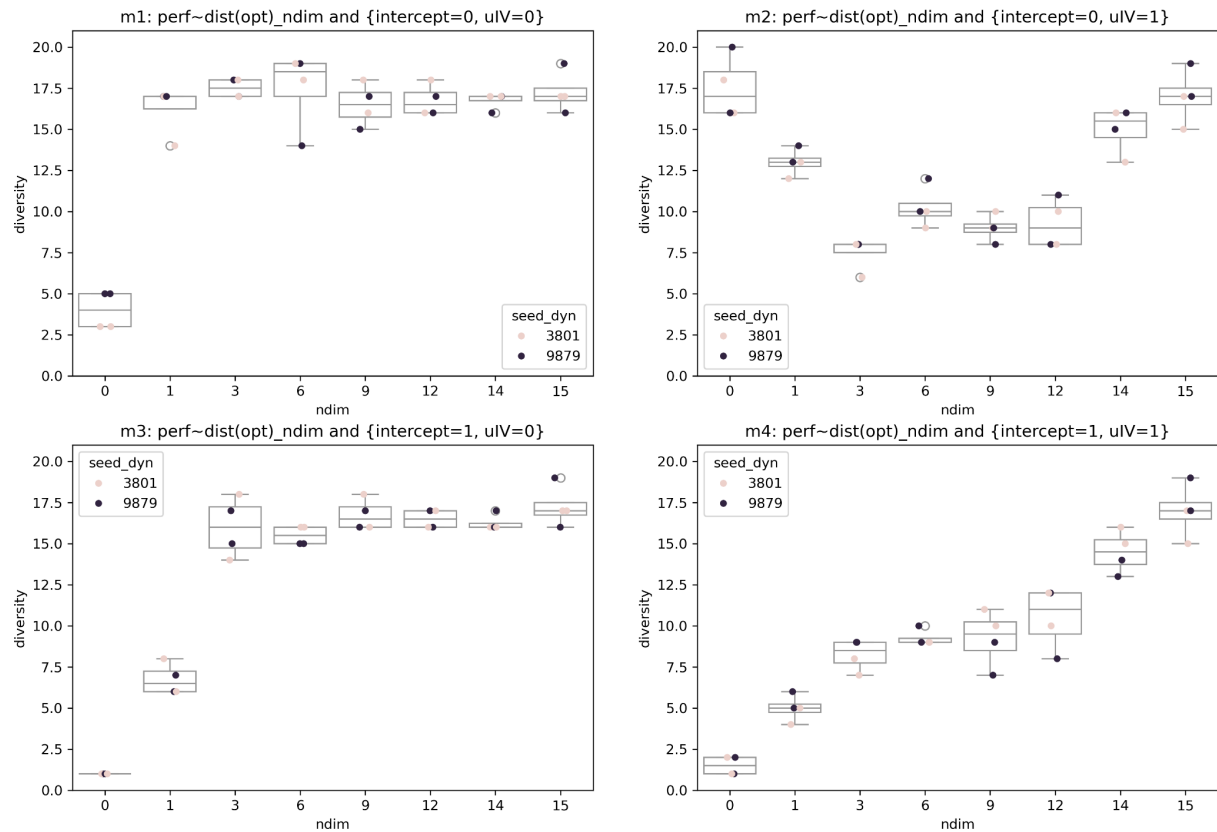 m1: perf~dist(opt)_ndim and {intercept=0, uIV=0}
20.0
17.5
15.0
12.5
10.0
7.5
5.0
2.5
0.0
diversity
seed_dyn
3801
9879
0 1 3 6 9 12 14 15
ndim
m2: perf~dist(opt)_ndim and {intercept=0, uIV=1}
20.0
17.5
15.0
12.5
10.0
7.5
5.0
2.5
0.0
diversity
seed_dyn
3801
9879
0 1 3 6 9 12 14 15
ndim
m3: perf~dist(opt)_ndim and {intercept=1, uIV=0}
seed_dyn
3801
9879
20.0
17.5
15.0
12.5
10.0
7.5
5.0
2.5
0.0
diversity
0 1 3 6 9 12 14 15
ndim
m4: perf~dist(opt)_ndim and {intercept=1, uIV=1}
seed_dyn
3801
9879
20.0
17.5
15.0
12.5
10.0
7.5
5.0
2.5
0.0
diversity
0 1 3 6 9 12 14 15
ndim